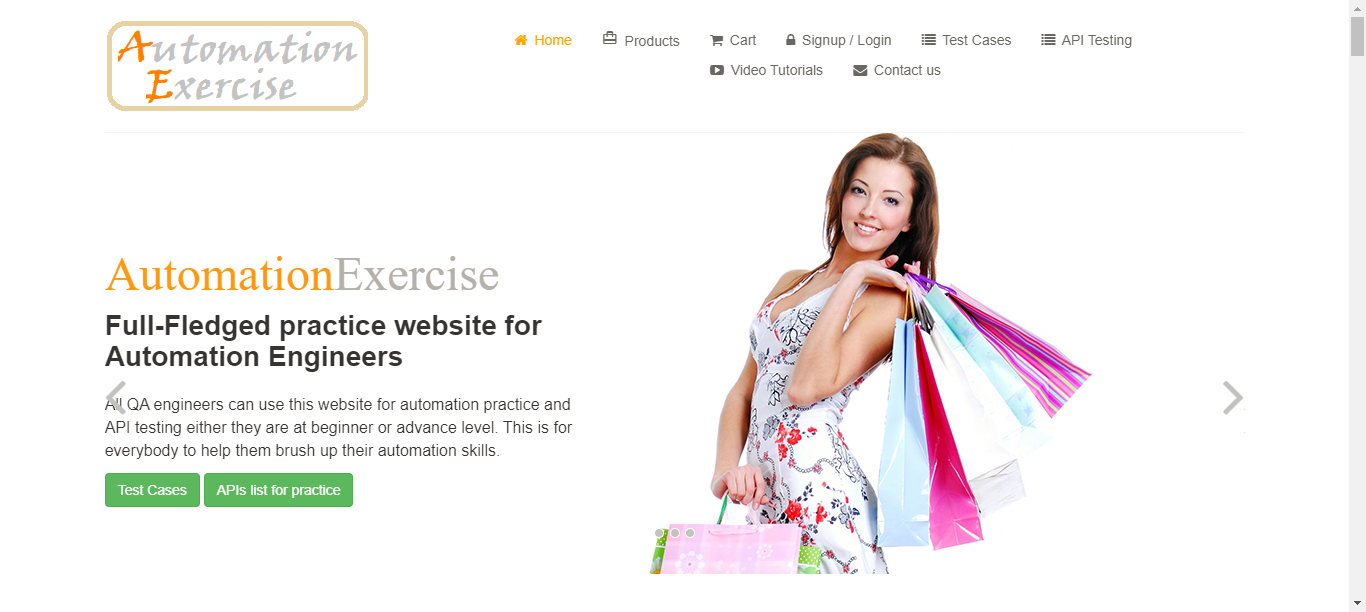 Automation
Exercise
Home Products Cart Signup / Login Test Cases API Testing
Video Tutorials Contact us
AutomationExercise
Full-Fledged practice website for
Automation Engineers
All QA engineers can use this website for automation practice and
API testing either they are at beginner or advance level. This is for
everybody to help them brush up their automation skills.
Test Cases APIs list for practice